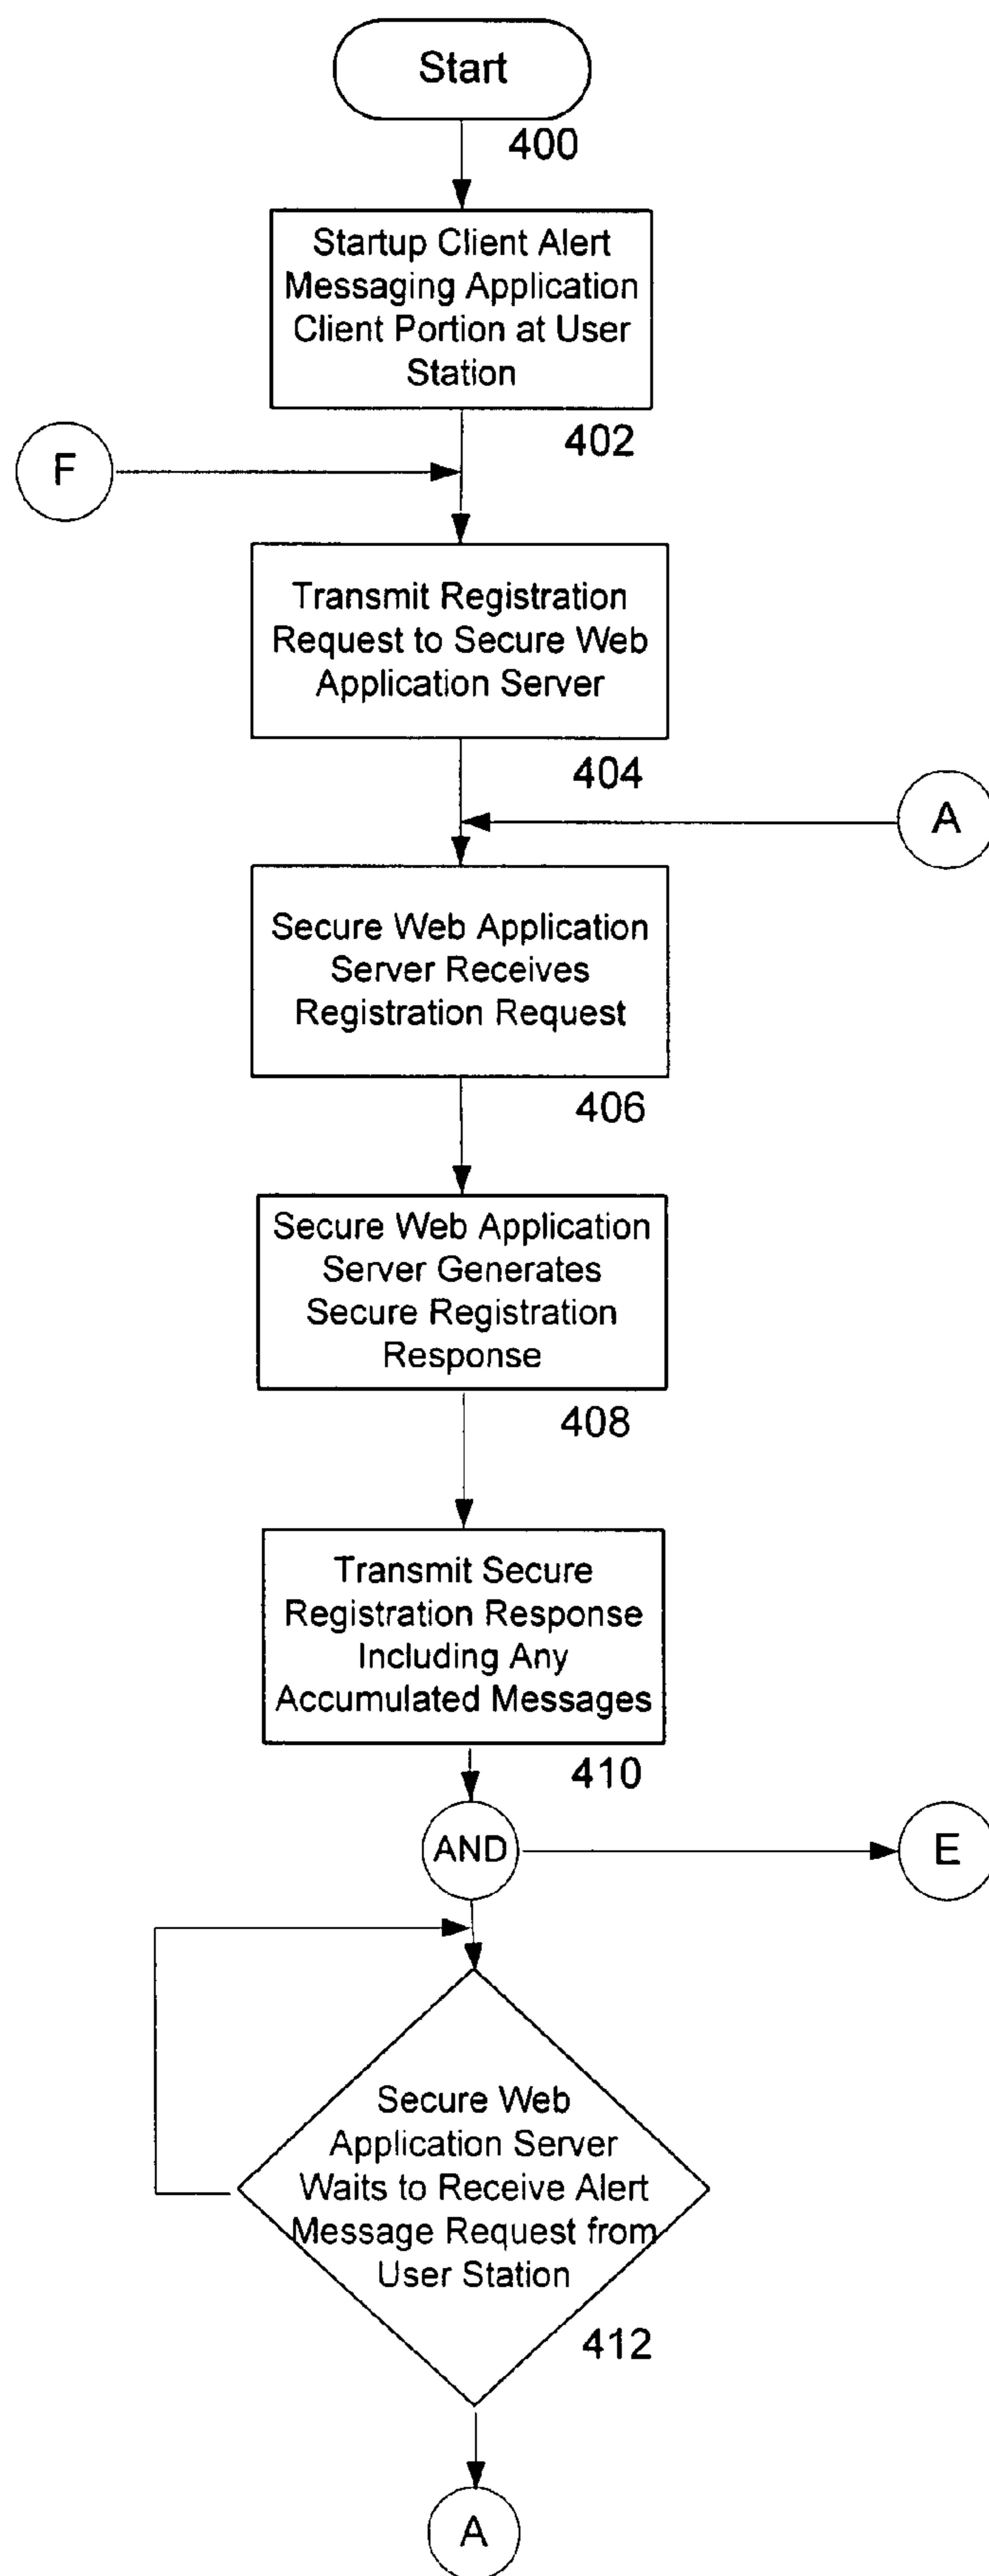 Start
400
Startup Client Alert
Messaging Application
Client Portion at User
Station
402
F
Transmit Registration
Request to Secure Web
Application Server
404
A
Secure Web Application
Server Receives
Registration Request
406
Secure Web Application
Server Generates
Secure Registration
Response
408
Transmit Secure
Registration Response
Including Any
Accumulated Messages
410
AND
E
Secure Web
Application Server
Waits to Receive Alert
Message Request from
User Station
412
A